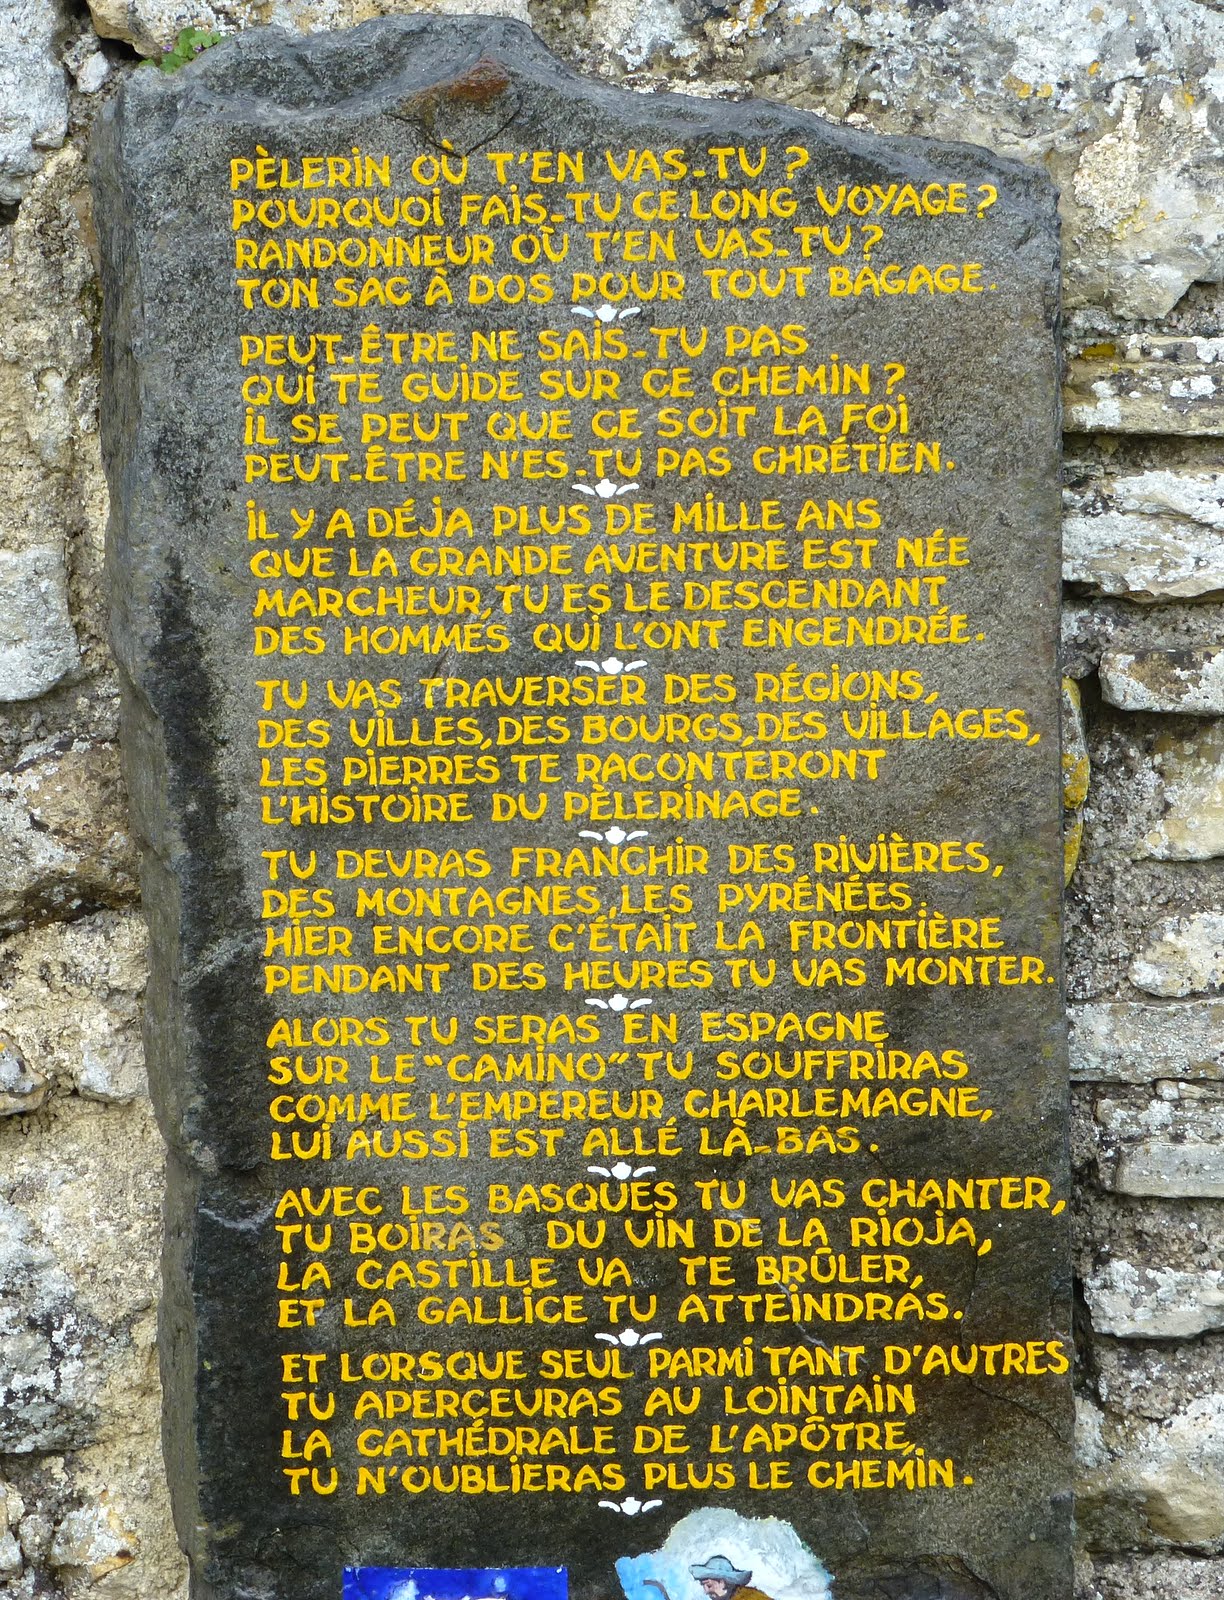 PÈLERIN OÙ T'EN VAS-TU ?
POURQUOI FAIS-TU CE LONG VOYAGE ?
RANDONNEUR OÙ T'EN VAS-TU ?
TON SAC À DOS POUR TOUT BAGAGE.
PEUT-ÊTRE NE SAIS-TU PAS
QUI TE GUIDE SUR CE CHEMIN ?
IL SE PEUT QUE CE SOIT LA FOI
PEUT-ÊTRE N'ES-TU PAS CHRÉTIEN.
IL Y A DÉJA PLUS DE MILLE ANS
QUE LA GRANDE AVENTURE EST NÉE
MARCHEUR, TU ES LE DESCENDANT
DES HOMMES QUI L'ONT ENGENDRÉE.
TU VAS TRAVERSER DES RÉGIONS,
DES VILLES, DES BOURGS, DES VILLAGES,
LES PIERRES TE RACONTERONT
L'HISTOIRE DU PÈLERINAGE.
TU DEVRAS FRANCHIR DES RIVIÈRES,
DES MONTAGNES, LES PYRÉNÉES.
HIER ENCORE C'ÉTAIT LA FRONTIÈRE
PENDANT DES HEURES TU VAS MONTER.
ALORS TU SERAS EN ESPAGNE
SUR LE "CAMINO" TU SOUFFRIRAS
COMME L'EMPEREUR CHARLEMAGNE,
LUI AUSSI EST ALLÉ LÀ-BAS.
AVEC LES BASQUES TU VAS CHANTER,
TU BOIRAS DU VIN DE LA RIOJA,
LA CASTILLE VA TE BRÛLER,
ET LA GALLICE TU ATTEINDRAS.
ET LORSQUE SEUL PARMI TANT D'AUTRES
TU APERÇEVRAS AU LOINTAIN
LA CATHÉDRALE DE L'APÔTRE,
TU N'OUBLIERAS PLUS LE CHEMIN.